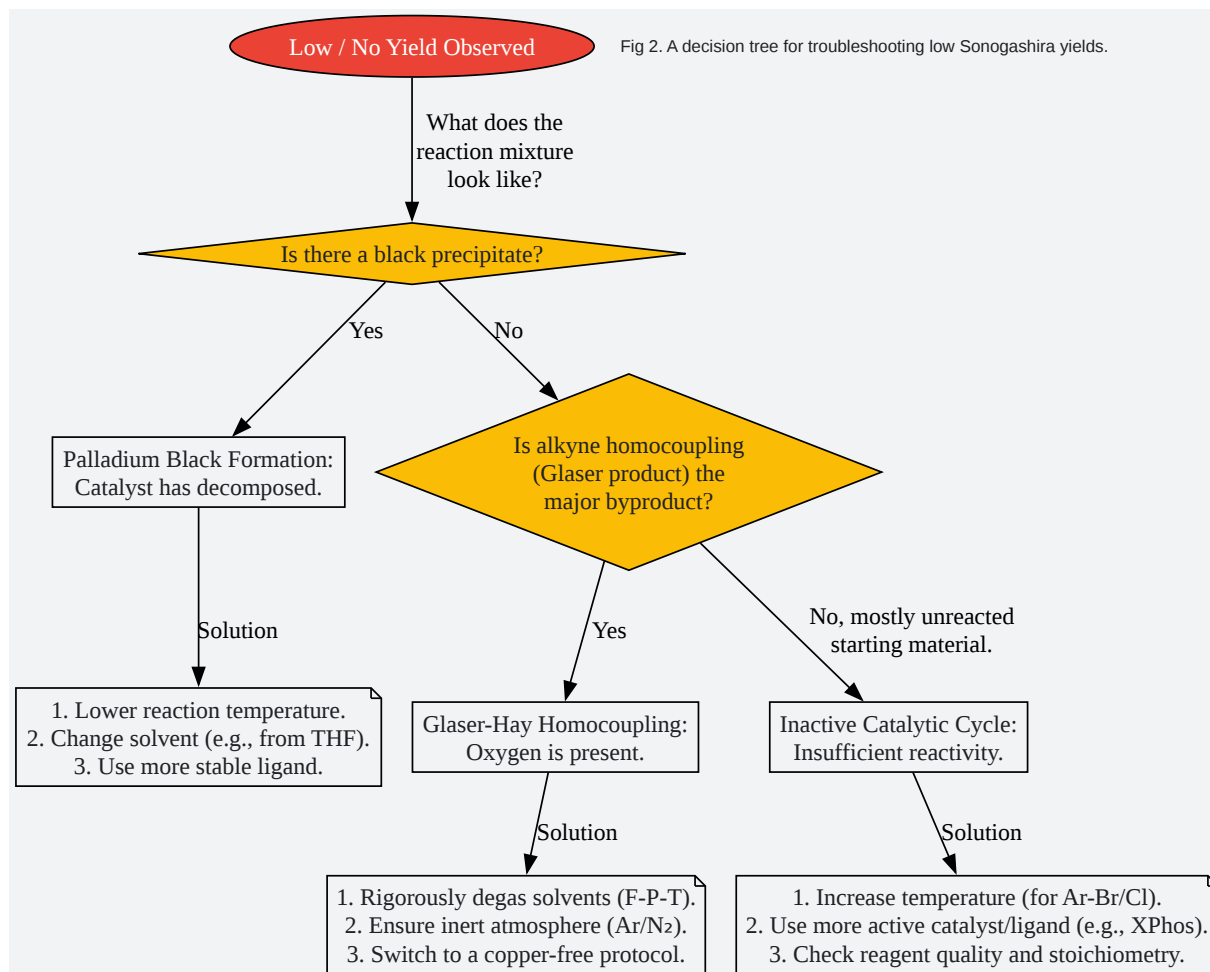 Low / No Yield Observed
Fig 2. A decision tree for troubleshooting low Sonogashira yields.
What does the
reaction mixture
look like?
Is there a black precipitate?
Yes
No
Palladium Black Formation:
Catalyst has decomposed.
Is alkyne homocoupling
(Glaser product) the
major byproduct?
Solution
Yes
No, mostly unreacted
starting material.
1. Lower reaction temperature.
2. Change solvent (e.g., from THF).
3. Use more stable ligand.
Glaser-Hay Homocoupling:
Oxygen is present.
Inactive Catalytic Cycle:
Insufficient reactivity.
Solution
Solution
1. Rigorously degas solvents (F-P-T).
2. Ensure inert atmosphere (Ar/N₂).
3. Switch to a copper-free protocol.
1. Increase temperature (for Ar-Br/Cl).
2. Use more active catalyst/ligand (e.g., XPhos).
3. Check reagent quality and stoichiometry.